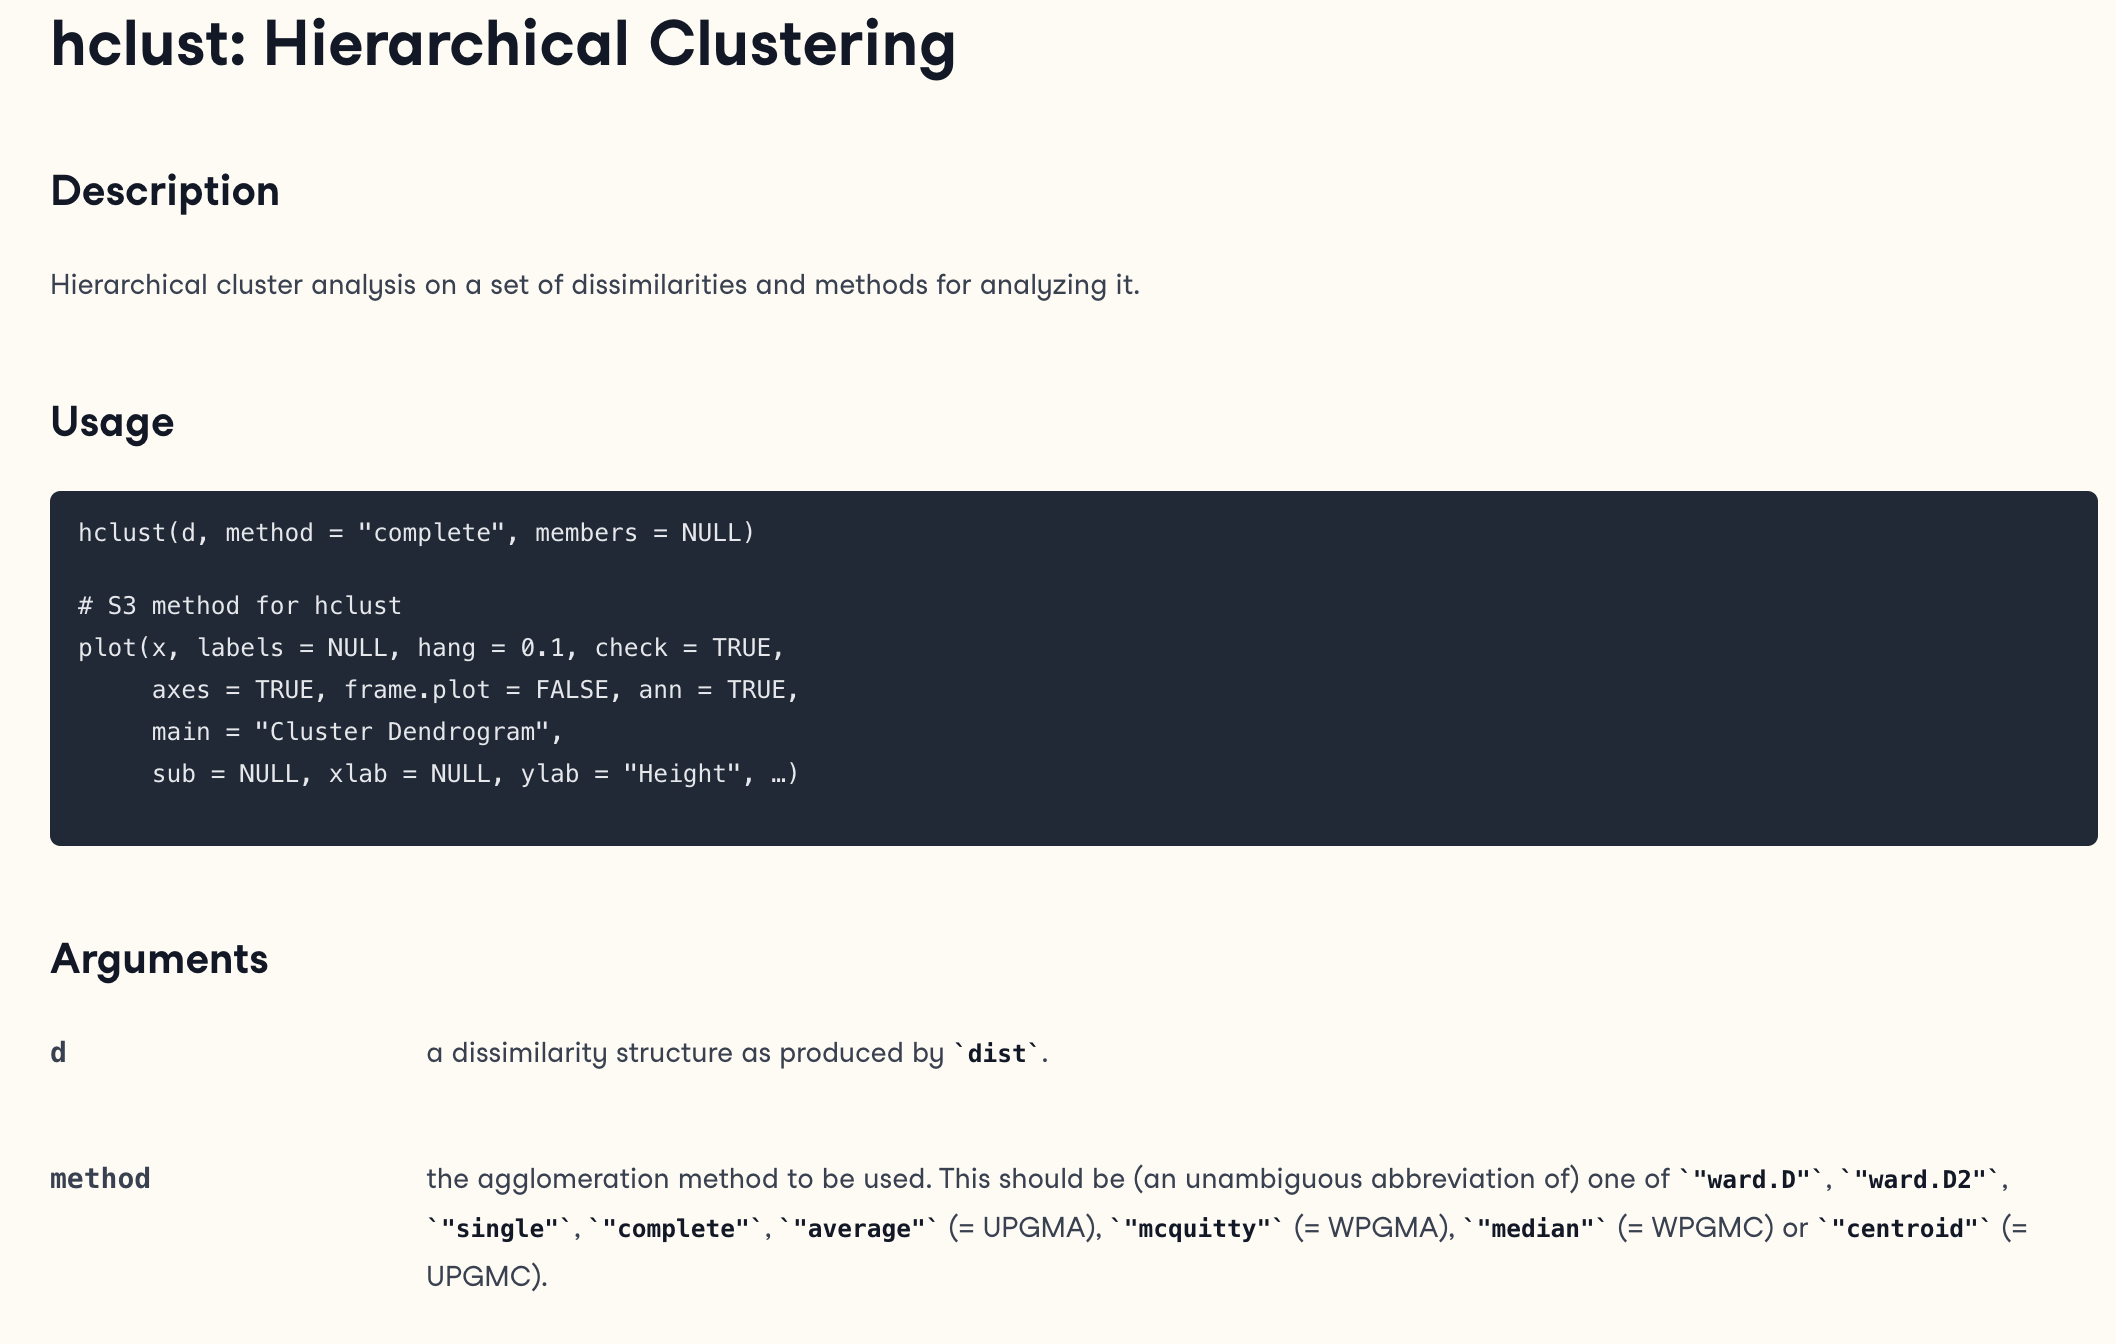 hclust: Hierarchical Clustering
Description
Hierarchical cluster analysis on a set of dissimilarities and methods for analyzing it.
Usage
hclust(d, method = "complete", members = NULL)
# S3 method for hclust
plot(x, labels = NULL, hang = 0.1, check = TRUE,
     axes = TRUE, frame.plot = FALSE, ann = TRUE,
     main = "Cluster Dendrogram",
     sub = NULL, xlab = NULL, ylab = "Height", …)
Arguments
d a dissimilarity structure as produced by `dist`.
method the agglomeration method to be used. This should be (an unambiguous abbreviation of) one of `"ward.D"`, `"ward.D2"`,
`"single"`, `"complete"`, `"average"` (= UPGMA), `"mcquitty"` (= WPGMA), `"median"` (= WPGMC) or `"centroid"` (=
UPGMC).